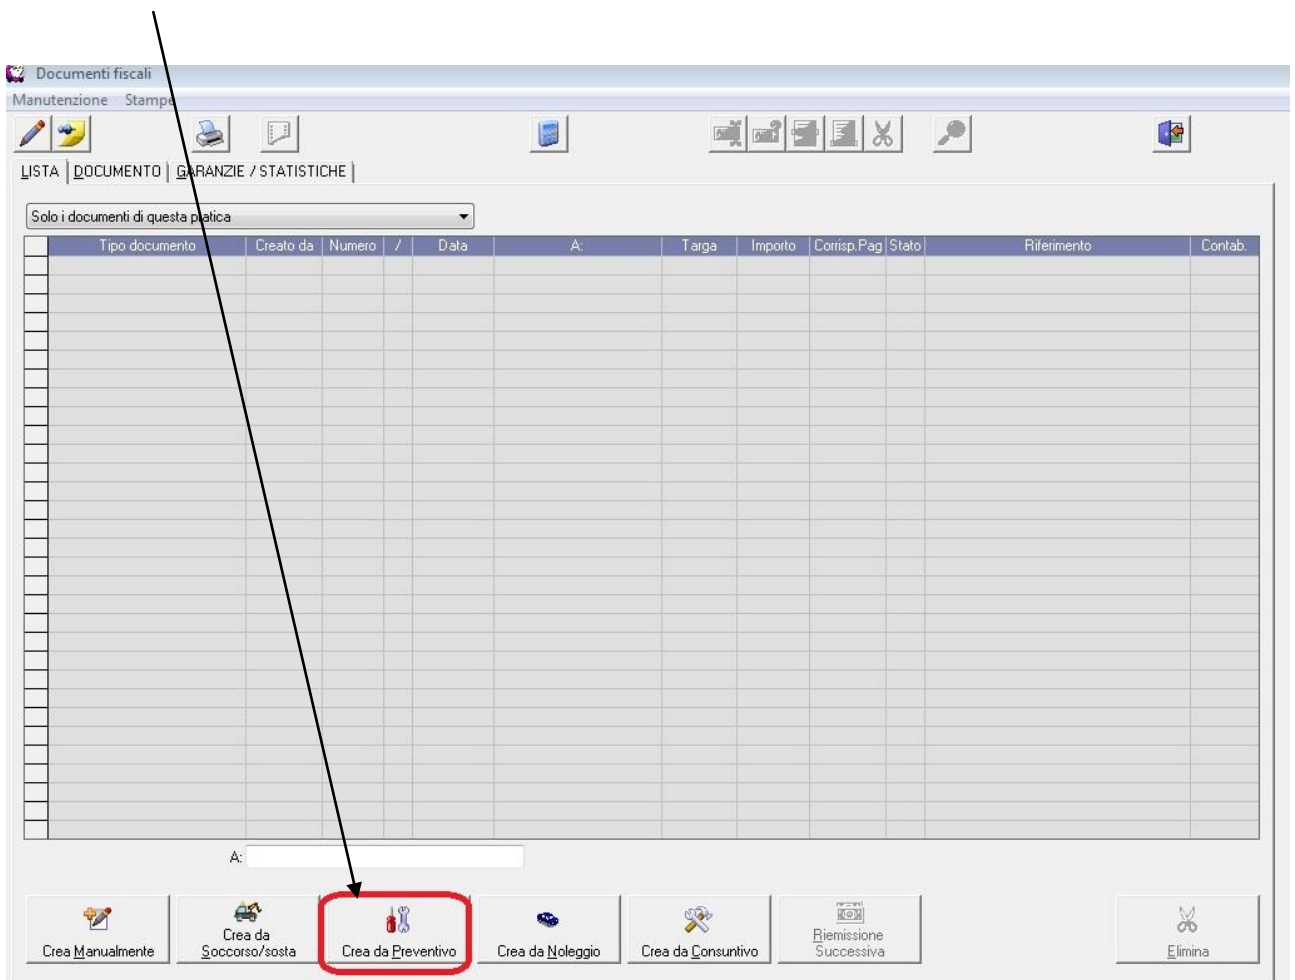 Documenti fiscali
Manutenzione Stampe
LISTA DOCUMENTO GARANZIE / STATISTICHE
Solo i documenti di questa pratica
Tipo documento Creato da Numero / Data A: Targa Importo Corrisp.Pag Stato Riferimento Contab.
A:
Crea Manualmente
Crea da
Soccorso/sosta
Crea da Preventivo
Crea da Noleggio
Crea da Consuntivo
Riemissione
Successiva
Elimina